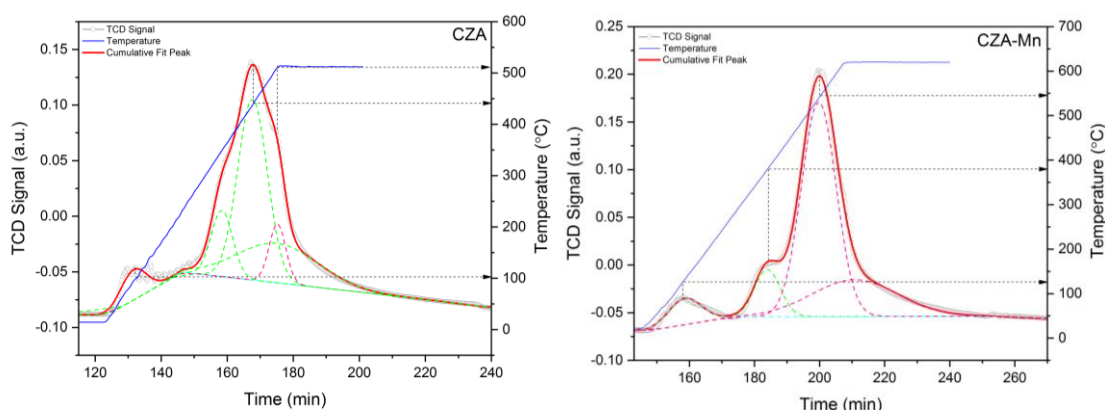 CZA
TCD Signal
Temperature
Cumulative Fit Peak
TCD Signal (a.u.)
0.15
0.10
0.05
0.00
-0.05
-0.10
600
500
400
300
200
100
0
Temperature (°C)
120 140 160 180 200 220 240
Time (min)
CZA-Mn
TCD Signal
Temperature
Cumulative Fit Peak
TCD Signal (a.u.)
0.25
0.20
0.15
0.10
0.05
0.00
-0.05
-0.10
700
600
500
400
300
200
100
0
Temperature (°C)
160 180 200 220 240 260
Time (min)